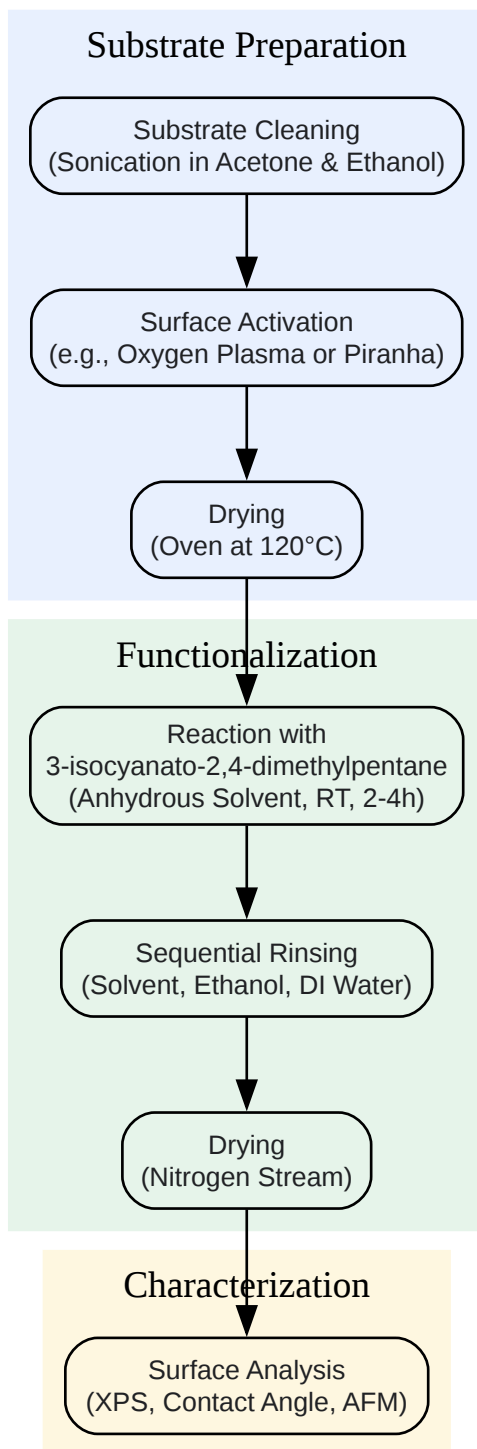 Substrate Preparation
Substrate Cleaning
(Sonication in Acetone & Ethanol)
Surface Activation
(e.g., Oxygen Plasma or Piranha)
Drying
(Oven at 120°C)
Functionalization
Reaction with
3-isocyanato-2,4-dimethylpentane
(Anhydrous Solvent, RT, 2-4h)
Sequential Rinsing
(Solvent, Ethanol, DI Water)
Drying
(Nitrogen Stream)
Characterization
Surface Analysis
(XPS, Contact Angle, AFM)